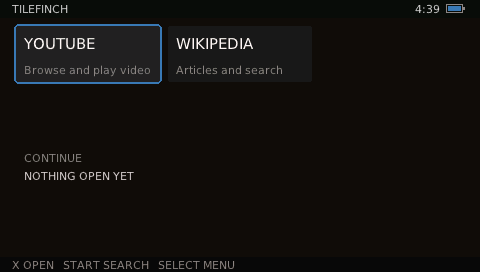 TILEFINCH 4:39
YOUTUBE WIKIPEDIA
Browse and play video Articles and search
CONTINUE
NOTHING OPEN YET
X OPEN START SEARCH SELECT MENU